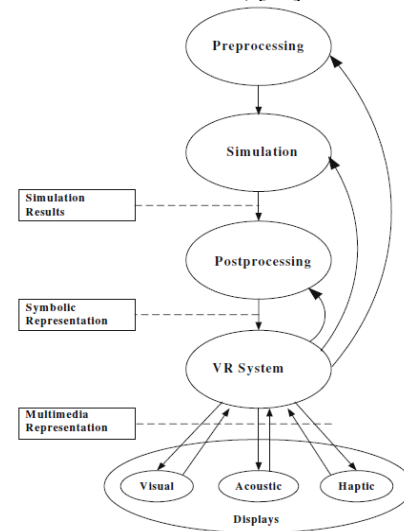 Preprocessing
Simulation
Simulation
Results
Postprocessing
Symbolic
Representation
VR System
Multimedia
Representation
Visual
Acoustic
Haptic
Displays